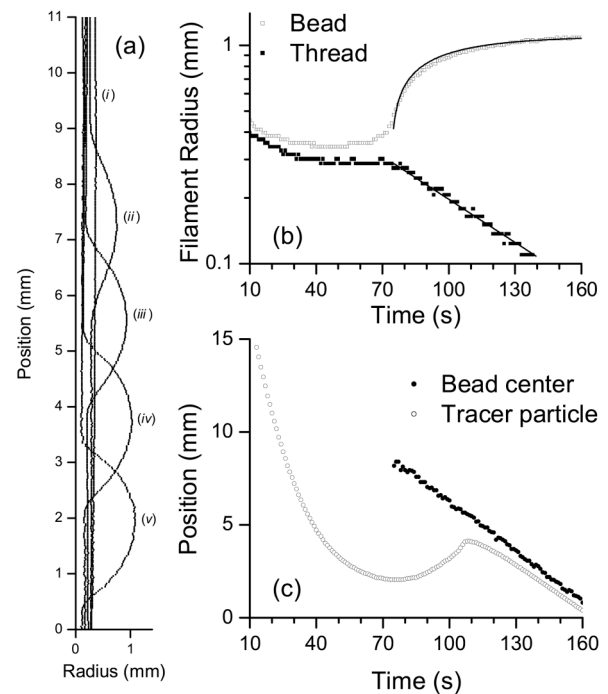 (a)
11
10
9
8
7
6
5
4
3
2
1
0
Position (mm)
(i)
(ii)
(iii)
(iv)
(v)
0
1
Radius (mm)
Bead
Thread
1
0.1
Filament Radius (mm)
(b)
10
40
70
100
130
160
Time (s)
15
10
5
0
Position (mm)
Bead center
Tracer particle
(c)
10
40
70
100
130
160
Time (s)